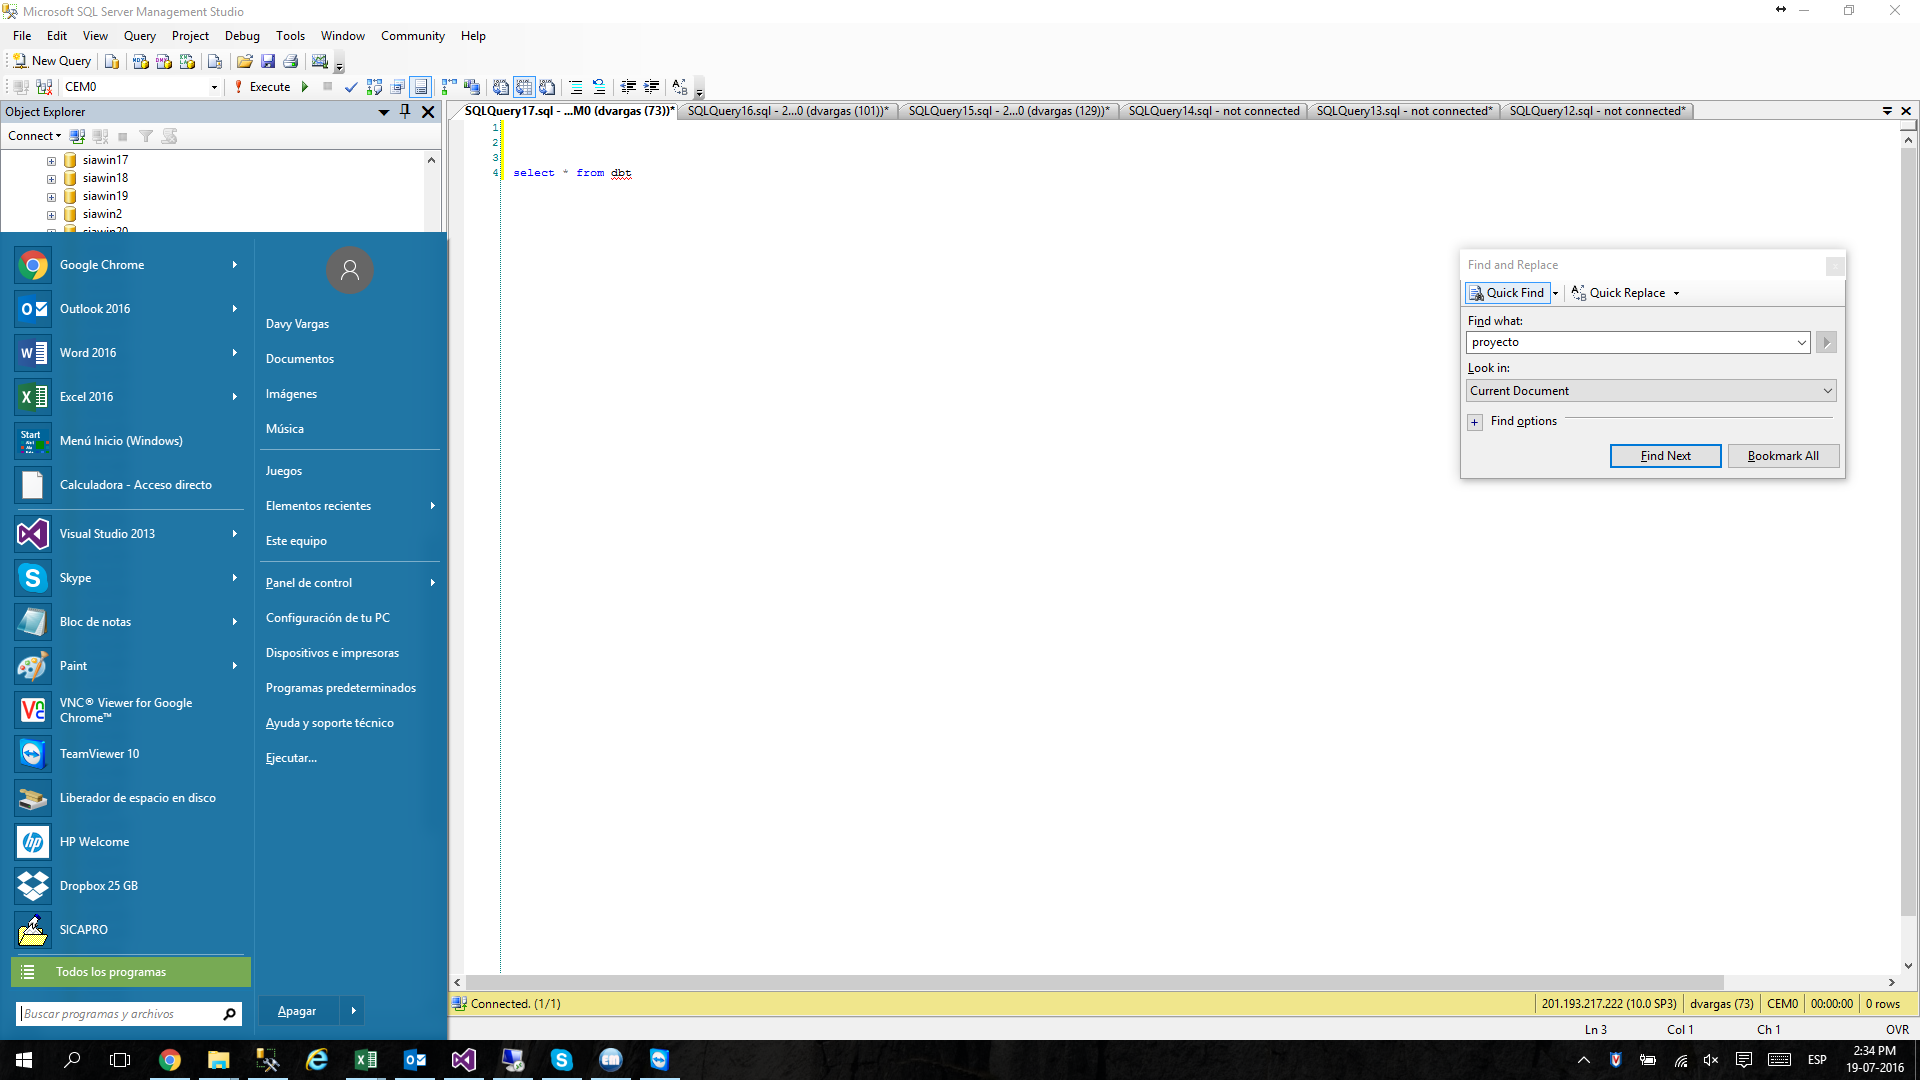 Microsoft SQL Server Management Studio
File Edit View Query Project Debug Tools Window Community Help
New Query
CEM0 Execute
Object Explorer
Connect
siawin17
siawin18
siawin19
siawin2
siawin20
SQLQuery17.sql - ...M0 (dvargas (73))* SQLQuery16.sql - 2...0 (dvargas (101))* SQLQuery15.sql - 2...0 (dvargas (129))* SQLQuery14.sql - not connected SQLQuery13.sql - not connected* SQLQuery12.sql - not connected*
1
2
3
4 select * from dbt
Google Chrome
Outlook 2016
Word 2016
Excel 2016
Start
Menú Inicio (Windows)
Calculadora - Acceso directo
Visual Studio 2013
Skype
Bloc de notas
Paint
VNC® Viewer for Google
Chrome™
TeamViewer 10
Liberador de espacio en disco
HP Welcome
Dropbox 25 GB
SICAPRO
Todos los programas
Buscar programas y archivos
Davy Vargas
Documentos
Imágenes
Música
Juegos
Elementos recientes
Este equipo
Panel de control
Configuración de tu PC
Dispositivos e impresoras
Programas predeterminados
Ayuda y soporte técnico
Ejecutar...
Apagar
Find and Replace
Quick Find Quick Replace
Find what:
proyecto
Look in:
Current Document
Find options
Find Next Bookmark All
Connected. (1/1) 201.193.217.222 (10.0 SP3) dvargas (73) CEM0 00:00:00 0 rows
Ln 3 Col 1 Ch 1 OVR
ESP
2:34 PM
19-07-2016